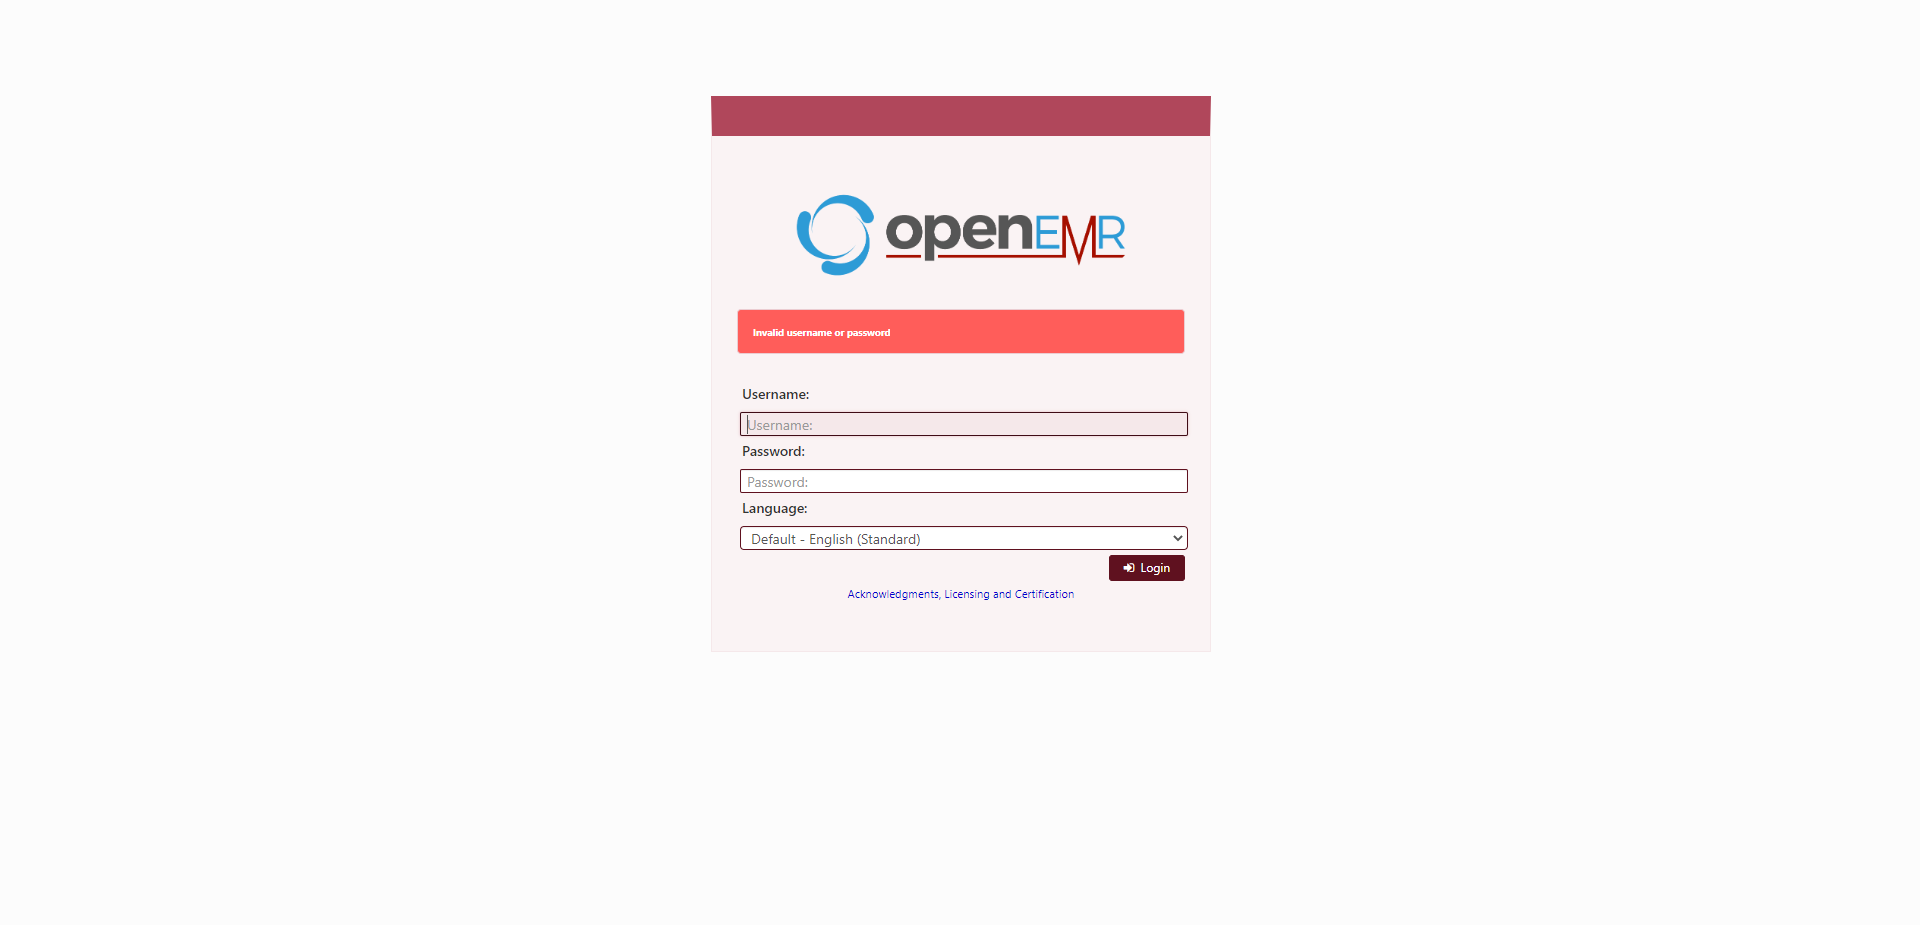 openEMR
Invalid username or password
Username:
Username:
Password:
Password:
Language:
Default - English (Standard)
Login
Acknowledgments, Licensing and Certification